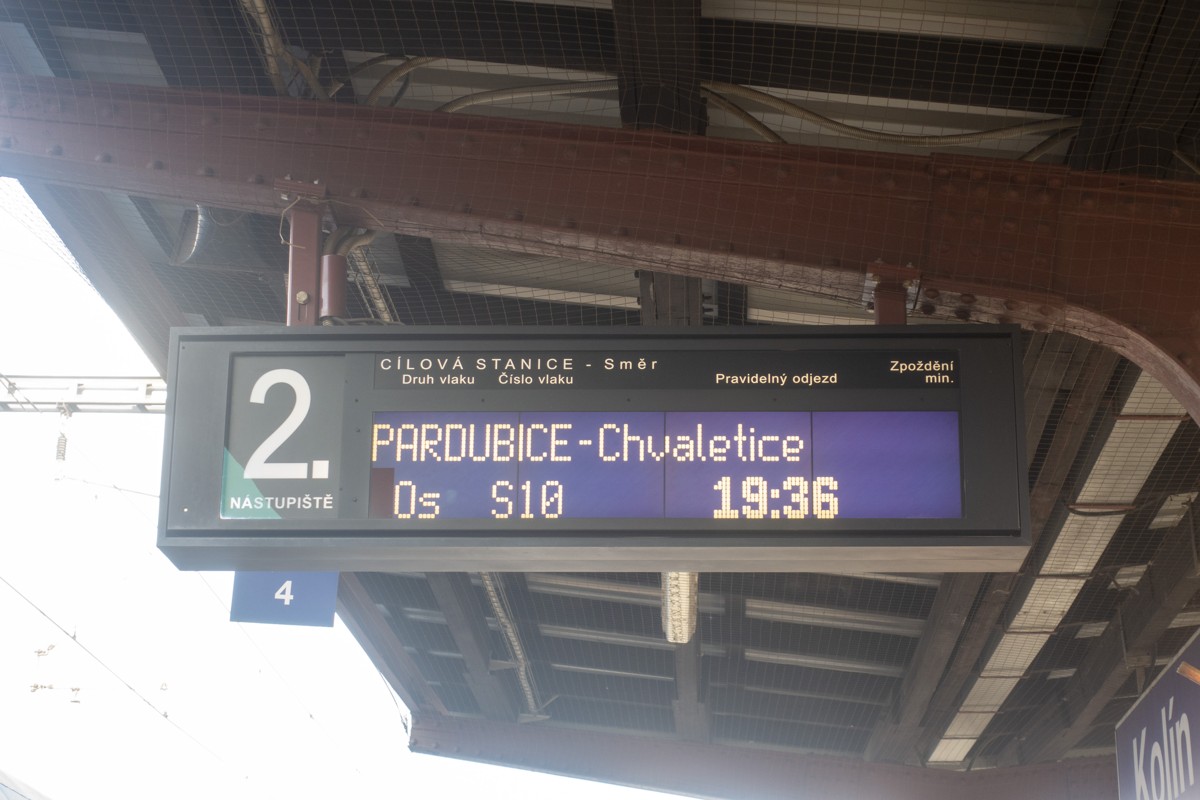 CÍLOVÁ STANICE - Směr
Druh vlaku Číslo vlaku Pravidelný odjezd
Zpoždění
min.
2.
NÁSTUPIŠTĚ
PARDUBICE-Chvaletice
Os S10 19:36
4
Kolín